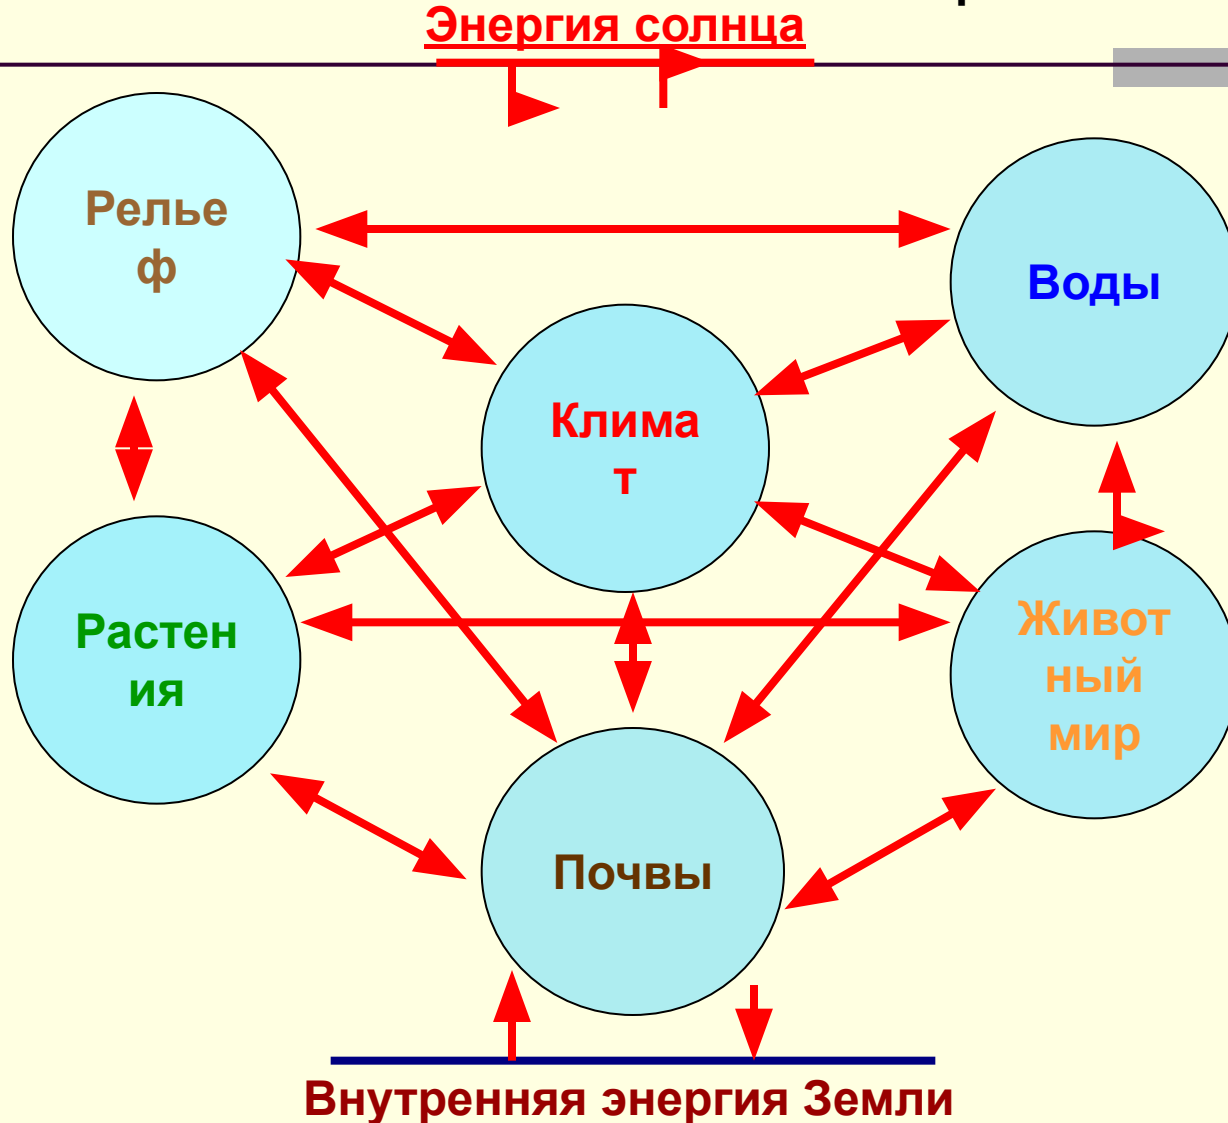 Энергия солнца
Релье
ф
Воды
Клима
т
Растен
ия
Живот
ный
мир
Почвы
Внутренняя энергия Земли